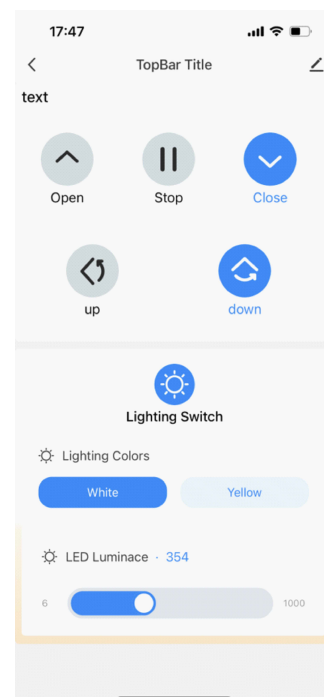 17:47
TopBar Title
text
Open Stop Close
up down
Lighting Switch
Lighting Colors
White Yellow
LED Luminace · 354
6 1000